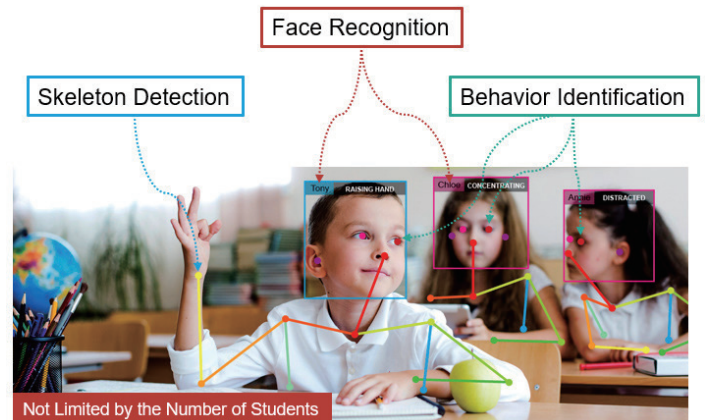 Face Recognition
Skeleton Detection
Behavior Identification
Tony RAISING HAND
Chloe CONCENTRATING
Annie DISTRACTED
Not Limited by the Number of Students